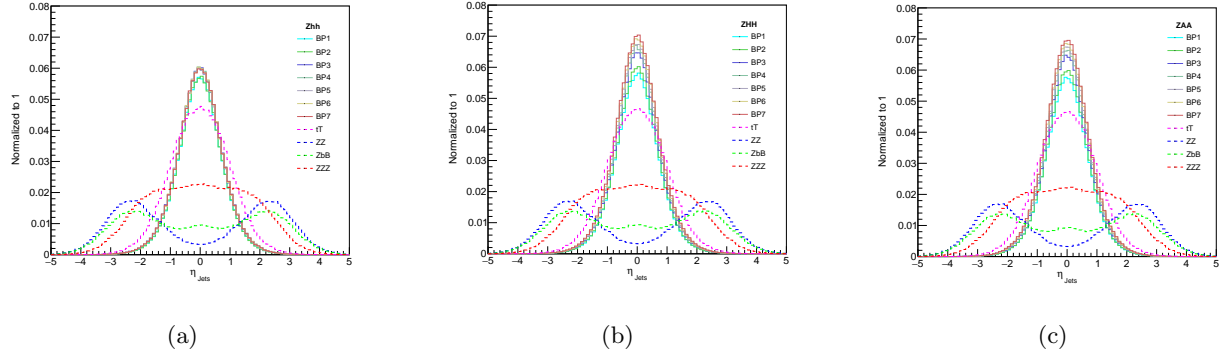 Normalized to 1
0.08
0.07
0.06
0.05
0.04
0.03
0.02
0.01
0
−5 −4 −3 −2 −1 0 1 2 3 4 5
η Jets
Zhh
BP1
BP2
BP3
BP4
BP5
BP6
BP7
tT
ZZ
ZbB
ZZZ
(a)
Normalized to 1
0.08
0.07
0.06
0.05
0.04
0.03
0.02
0.01
0
−5 −4 −3 −2 −1 0 1 2 3 4 5
η Jets
ZHH
BP1
BP2
BP3
BP4
BP5
BP6
BP7
tT
ZZ
ZbB
ZZZ
(b)
Normalized to 1
0.08
0.07
0.06
0.05
0.04
0.03
0.02
0.01
0
−5 −4 −3 −2 −1 0 1 2 3 4 5
η Jets
ZAA
BP1
BP2
BP3
BP4
BP5
BP6
BP7
tT
ZZ
ZbB
ZZZ
(c)